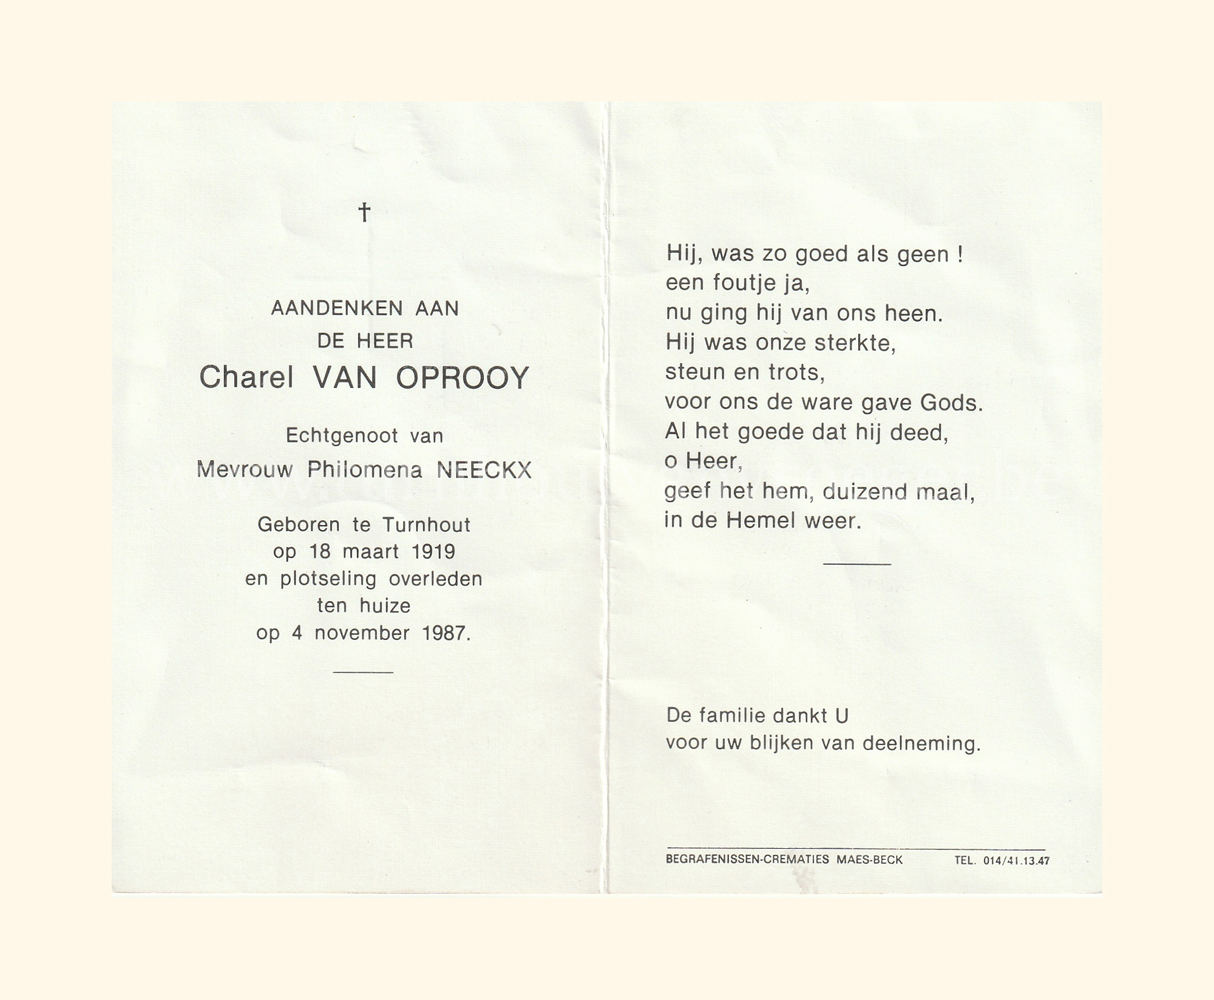 †
AANDENKEN AAN
DE HEER
Charel VAN OPROOY
Echtgenoot van
Mevrouw Philomena NEECKX
Geboren te Turnhout
op 18 maart 1919
en plotseling overleden
ten huize
op 4 november 1987.
Hij, was zo goed als geen !
een foutje ja,
nu ging hij van ons heen.
Hij was onze sterkte,
steun en trots,
voor ons de ware gave Gods.
Al het goede dat hij deed,
o Heer,
geef het hem, duizend maal,
in de Hemel weer.
De familie dankt U
voor uw blijken van deelneming.
BEGRAFENISSEN-CREMATIES MAES-BECK TEL. 014/41.13.47